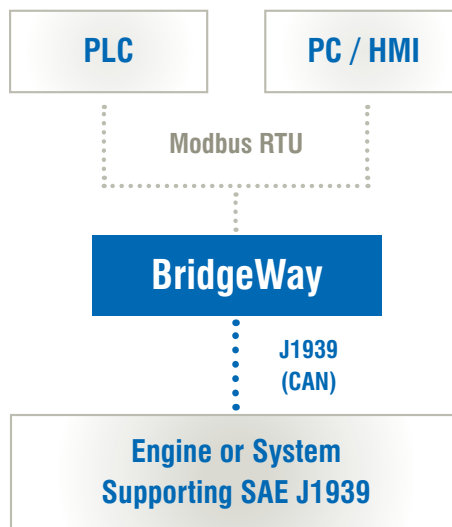 PLC
PC / HMI
Modbus RTU
BridgeWay
J1939
(CAN)
Engine or System
Supporting SAE J1939